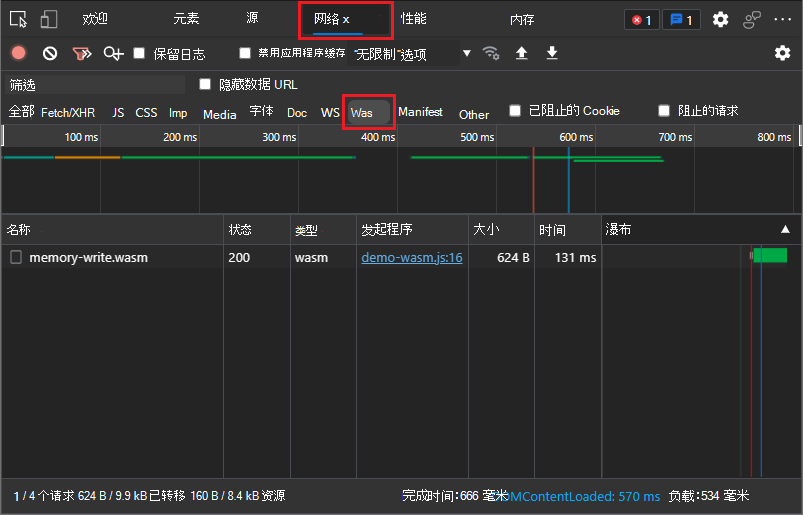 欢迎 元素 源 网络 x 性能 内存 1 1
保留日志 禁用应用程序缓存 "无限制"选项
筛选 隐藏数据 URL
全部 Fetch/XHR JS CSS Imp Media 字体 Doc WS Was Manifest Other 已阻止的 Cookie 阻止的请求
100 ms 200 ms 300 ms 400 ms 500 ms 600 ms 700 ms 800 ms
名称 状态 类型 发起程序 大小 时间 瀑布
memory-write.wasm 200 wasm demo-wasm.js:16 624 B 131 ms
1 / 4 个请求 624 B / 9.9 kB 已转移 160 B / 8.4 kB 资源 完成时间:666 毫米 DOMContentLoaded: 570 ms 负载:534 毫米